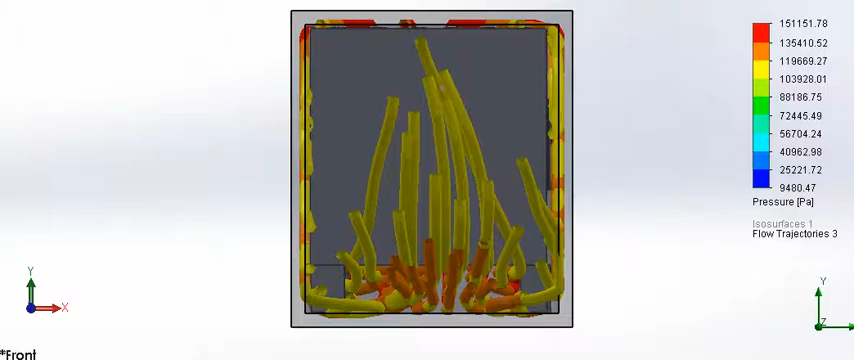 151151.78
135410.52
119669.27
103928.01
88186.75
72445.49
56704.24
40962.98
25221.72
9480.47
Pressure [Pa]
Isosurfaces 1
Flow Trajectories 3
Y
X
Y
Z
*Front